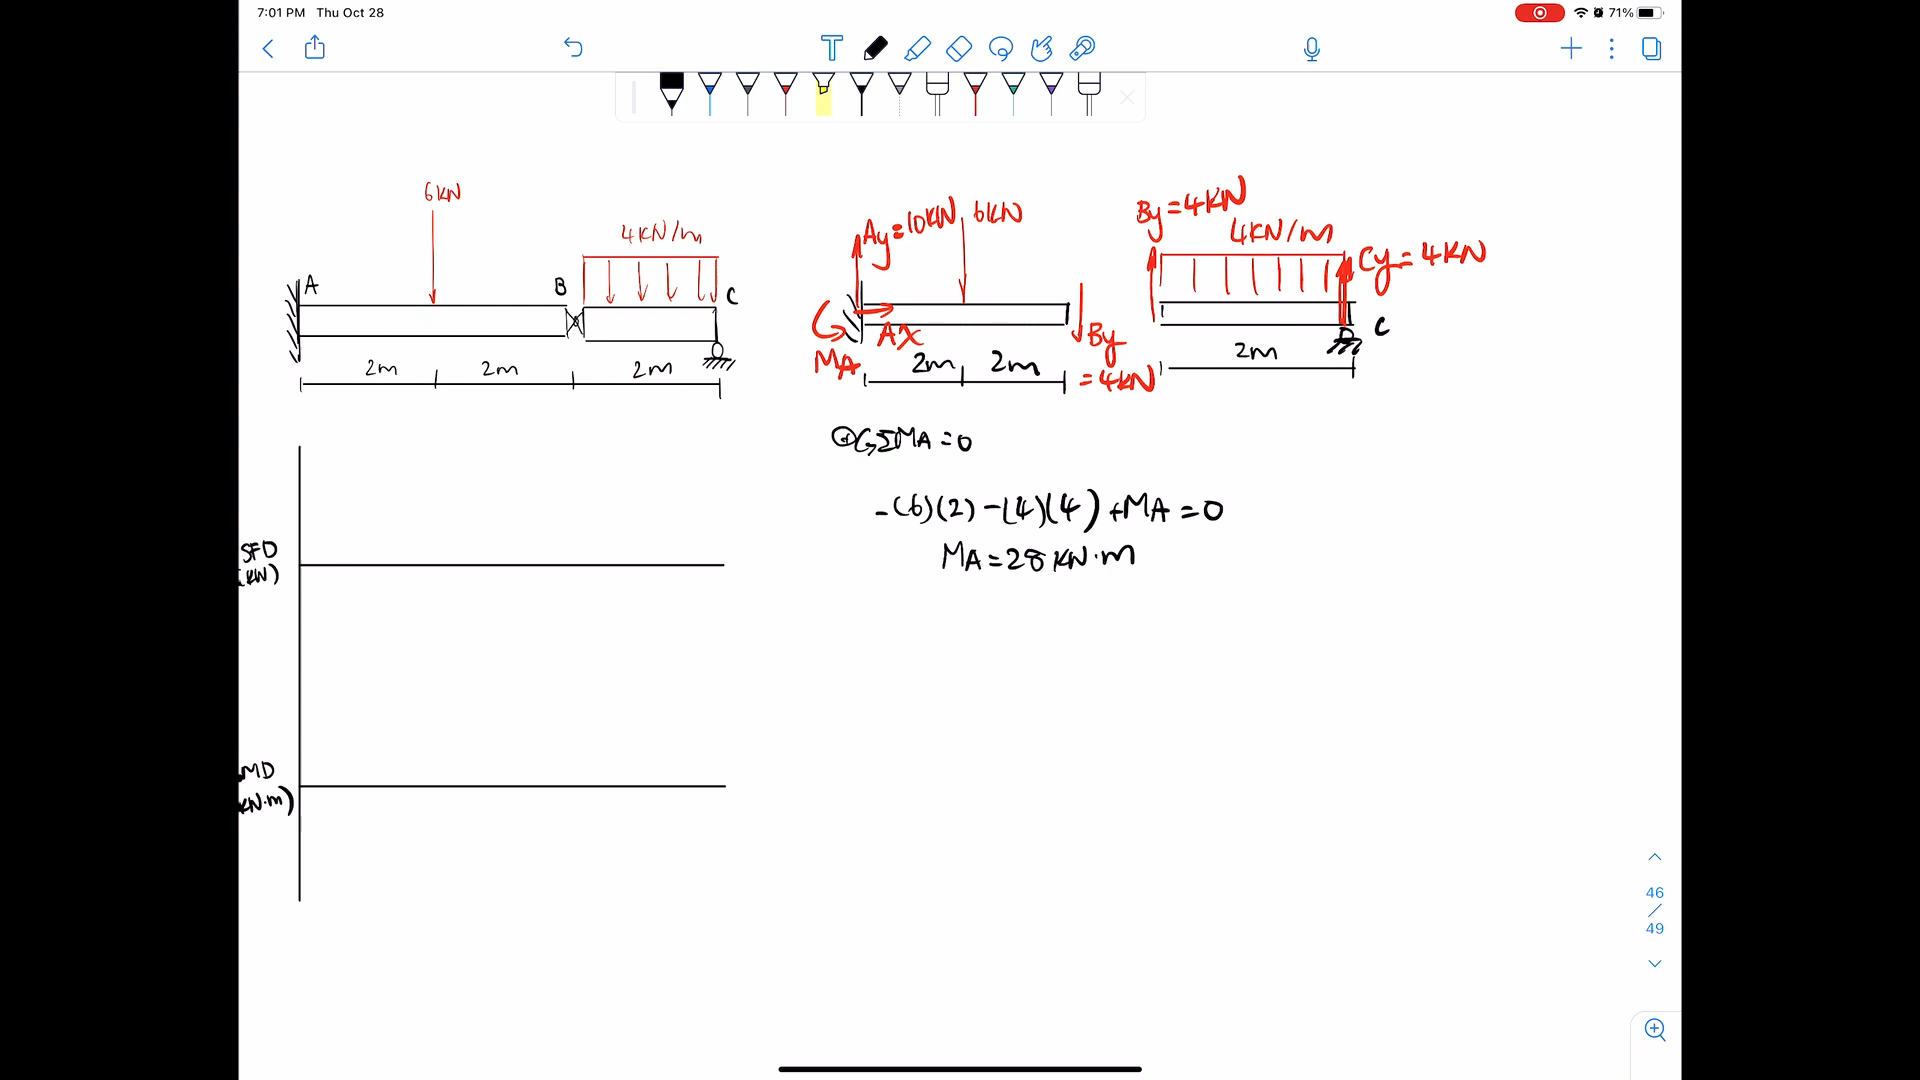 7:01 PM Thu Oct 28
71%
6KN
4KN/m
A
B
C
2m
2m
2m
Ay=10KN
6KN
AX
MA
By
=4KN
2m
2m
By=4KN
4KN/m
Cy=4KN
C
2m
+ΣMA=0
-(6)(2)-(4)(4)+MA=0
MA=28KN·m
SFD
(KN)
MD
KN·m)
46
/
49